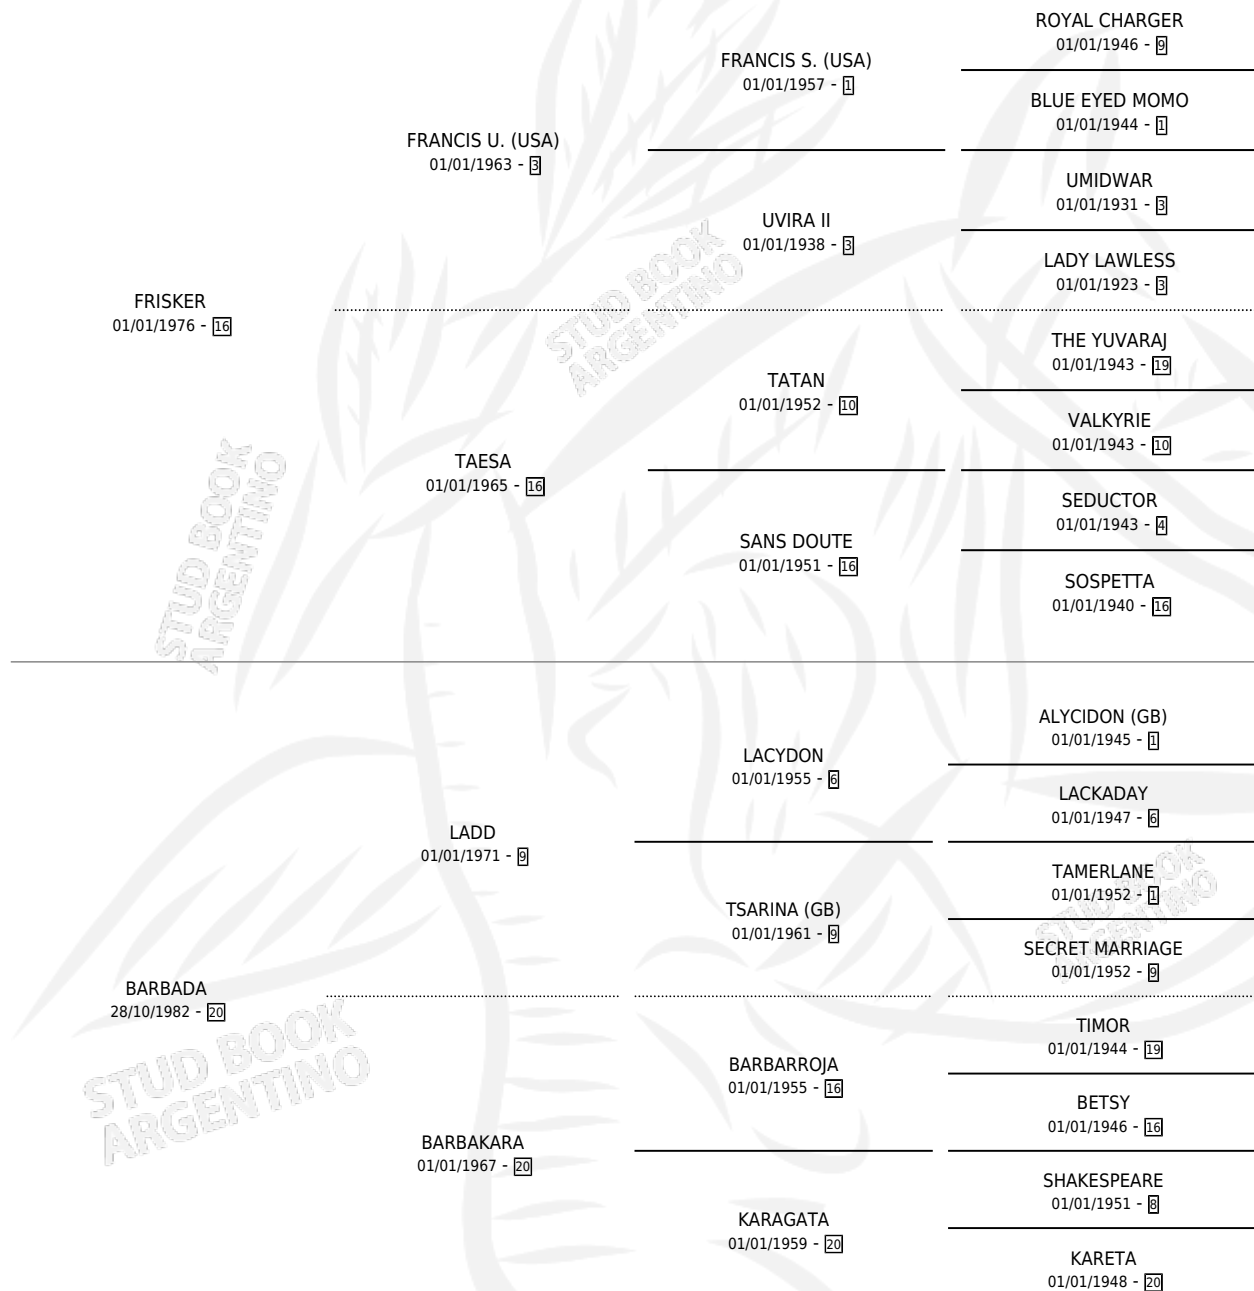 ROYAL CHARGER
01/01/1946 - 9
FRANCIS S. (USA)
01/01/1957 - 1
BLUE EYED MOMO
01/01/1944 - 1
FRANCIS U. (USA)
01/01/1963 - 3
UMIDWAR
01/01/1931 - 3
UVIRA II
01/01/1938 - 3
LADY LAWLESS
01/01/1923 - 3
FRISKER
01/01/1976 - 16
THE YUVARAJ
01/01/1943 - 19
TATAN
01/01/1952 - 10
VALKYRIE
01/01/1943 - 10
TAESA
01/01/1965 - 16
SEDUCTOR
01/01/1943 - 4
SANS DOUTE
01/01/1951 - 16
SOSPETTA
01/01/1940 - 16
ALYCIDON (GB)
01/01/1945 - 1
LACYDON
01/01/1955 - 6
LACKADAY
01/01/1947 - 6
LADD
01/01/1971 - 9
TAMERLANE
01/01/1952 - 1
TSARINA (GB)
01/01/1961 - 9
SECRET MARRIAGE
01/01/1952 - 9
BARBADA
28/10/1982 - 20
TIMOR
01/01/1944 - 19
BARBARROJA
01/01/1955 - 16
BETSY
01/01/1946 - 16
BARBAKARA
01/01/1967 - 20
SHAKESPEARE
01/01/1951 - 8
KARAGATA
01/01/1959 - 20
KARETA
01/01/1948 - 20
STUD BOOK
ARGENTINO
STUD BOOK
ARGENTINO
STUD BOOK
ARGENTINO
STUD BOOK
ARGENTINO